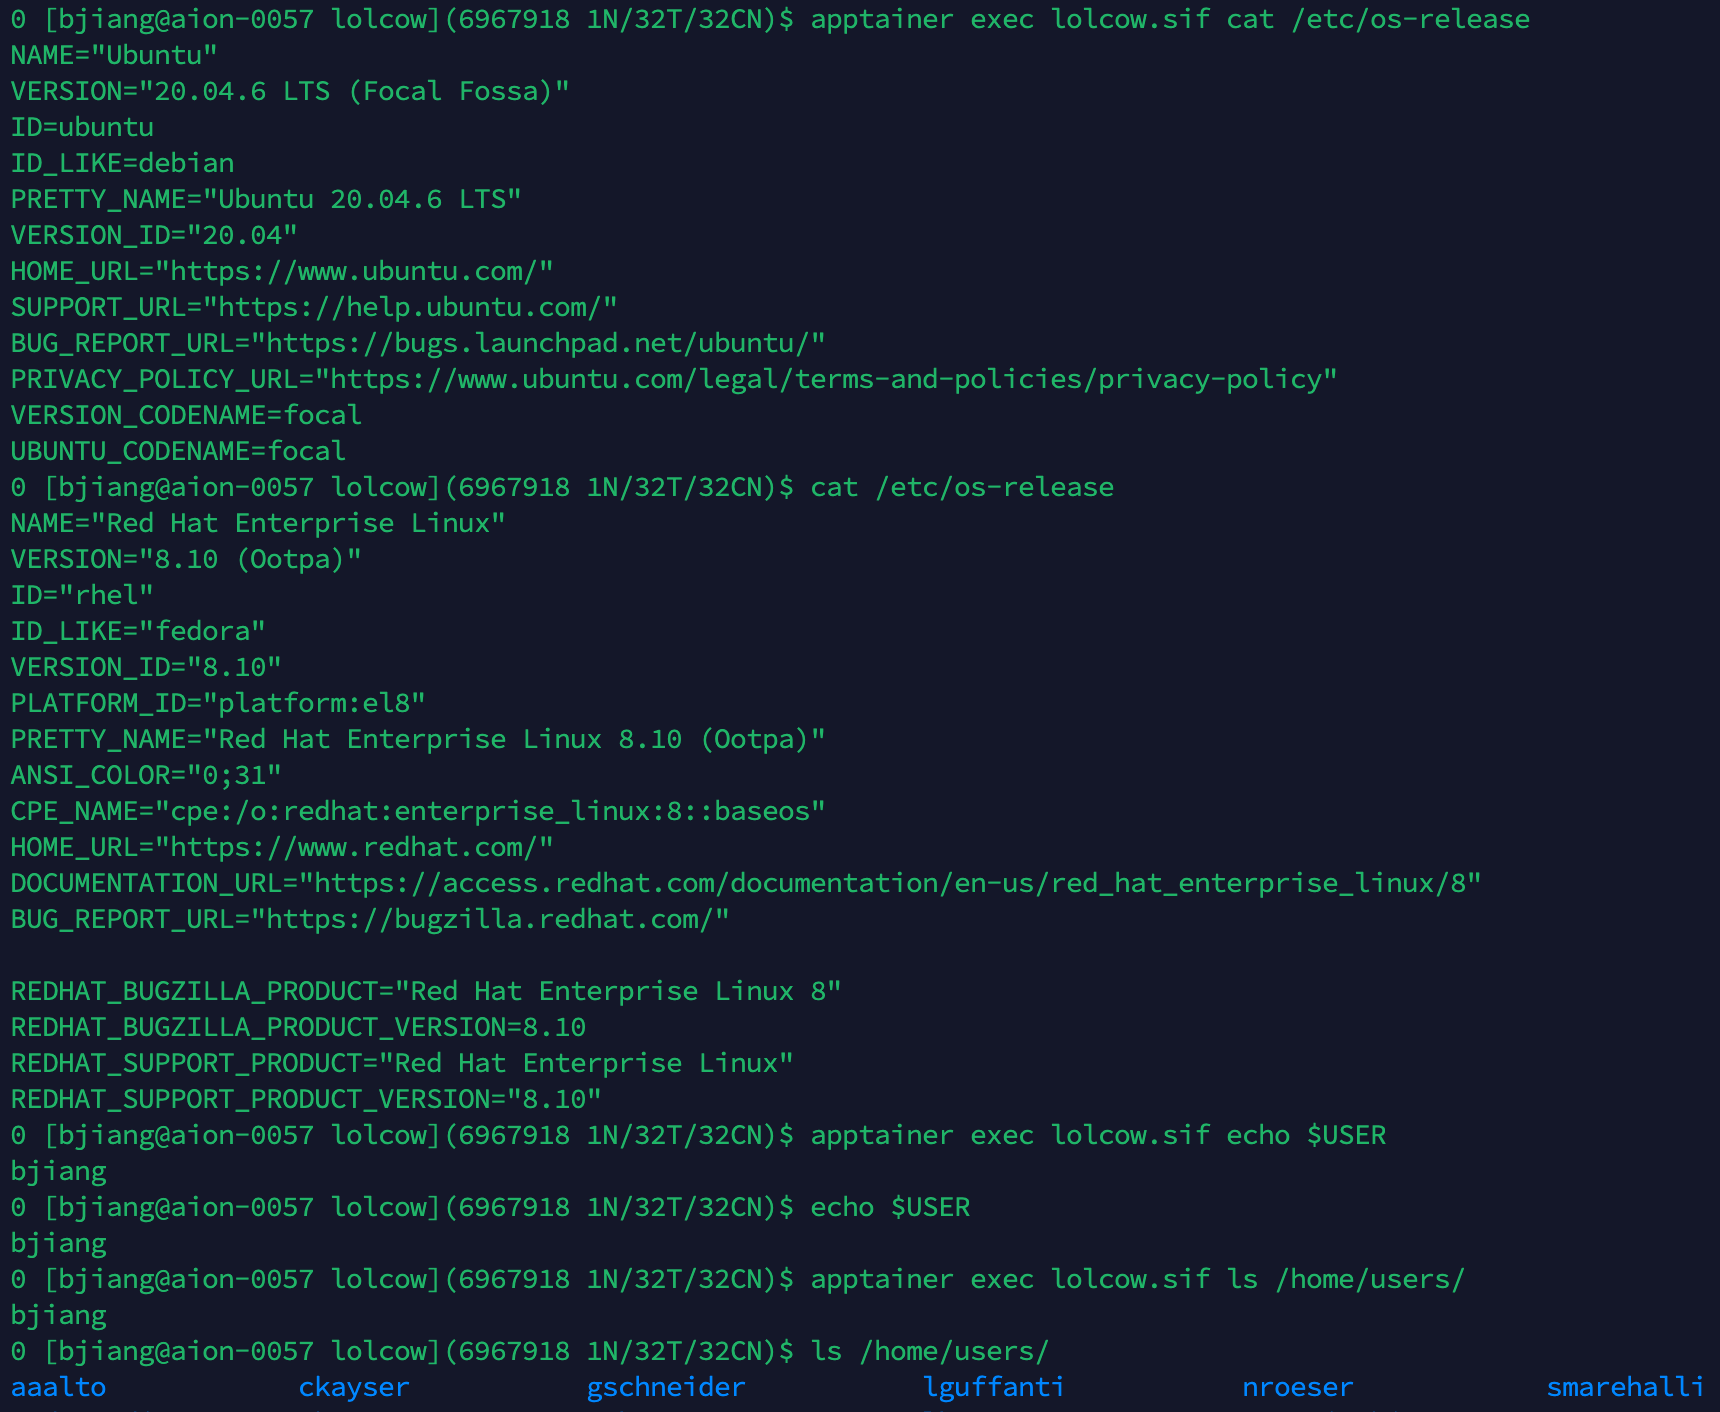 0 [bjiang@aion-0057 lolcow](6967918 1N/32T/32CN)$ apptainer exec lolcow.sif cat /etc/os-release
NAME="Ubuntu"
VERSION="20.04.6 LTS (Focal Fossa)"
ID=ubuntu
ID_LIKE=debian
PRETTY_NAME="Ubuntu 20.04.6 LTS"
VERSION_ID="20.04"
HOME_URL="https://www.ubuntu.com/"
SUPPORT_URL="https://help.ubuntu.com/"
BUG_REPORT_URL="https://bugs.launchpad.net/ubuntu/"
PRIVACY_POLICY_URL="https://www.ubuntu.com/legal/terms-and-policies/privacy-policy"
VERSION_CODENAME=focal
UBUNTU_CODENAME=focal
0 [bjiang@aion-0057 lolcow](6967918 1N/32T/32CN)$ cat /etc/os-release
NAME="Red Hat Enterprise Linux"
VERSION="8.10 (Ootpa)"
ID="rhel"
ID_LIKE="fedora"
VERSION_ID="8.10"
PLATFORM_ID="platform:el8"
PRETTY_NAME="Red Hat Enterprise Linux 8.10 (Ootpa)"
ANSI_COLOR="0;31"
CPE_NAME="cpe:/o:redhat:enterprise_linux:8::baseos"
HOME_URL="https://www.redhat.com/"
DOCUMENTATION_URL="https://access.redhat.com/documentation/en-us/red_hat_enterprise_linux/8"
BUG_REPORT_URL="https://bugzilla.redhat.com/"

REDHAT_BUGZILLA_PRODUCT="Red Hat Enterprise Linux 8"
REDHAT_BUGZILLA_PRODUCT_VERSION=8.10
REDHAT_SUPPORT_PRODUCT="Red Hat Enterprise Linux"
REDHAT_SUPPORT_PRODUCT_VERSION="8.10"
0 [bjiang@aion-0057 lolcow](6967918 1N/32T/32CN)$ apptainer exec lolcow.sif echo $USER
bjiang
0 [bjiang@aion-0057 lolcow](6967918 1N/32T/32CN)$ echo $USER
bjiang
0 [bjiang@aion-0057 lolcow](6967918 1N/32T/32CN)$ apptainer exec lolcow.sif ls /home/users/
bjiang
0 [bjiang@aion-0057 lolcow](6967918 1N/32T/32CN)$ ls /home/users/
aaalto ckayser gschneider lguffanti nroeser smarehalli